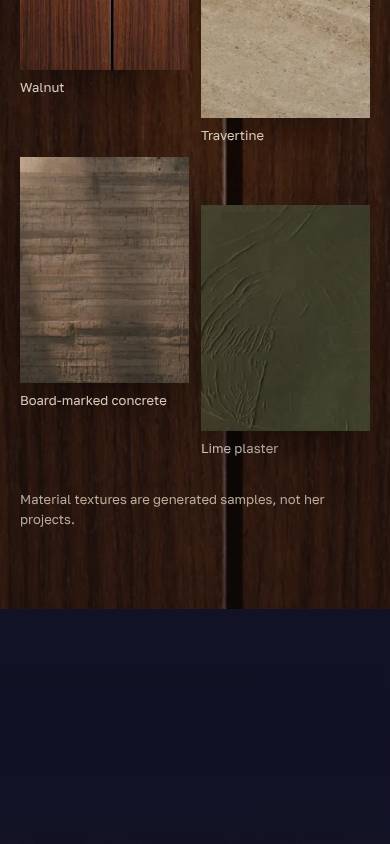 Walnut
Travertine
Board-marked concrete
Lime plaster
Material textures are generated samples, not her
projects.